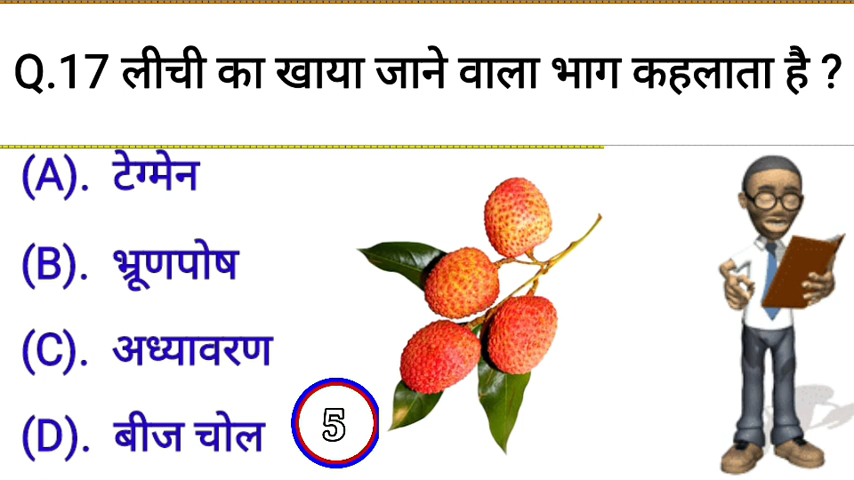 Q.17 लीची का खाया जाने वाला भाग कहलाता है ?
(A). टेग्मेन
(B). भ्रूणपोष
(C). अध्यावरण
(D). बीज चोल
5